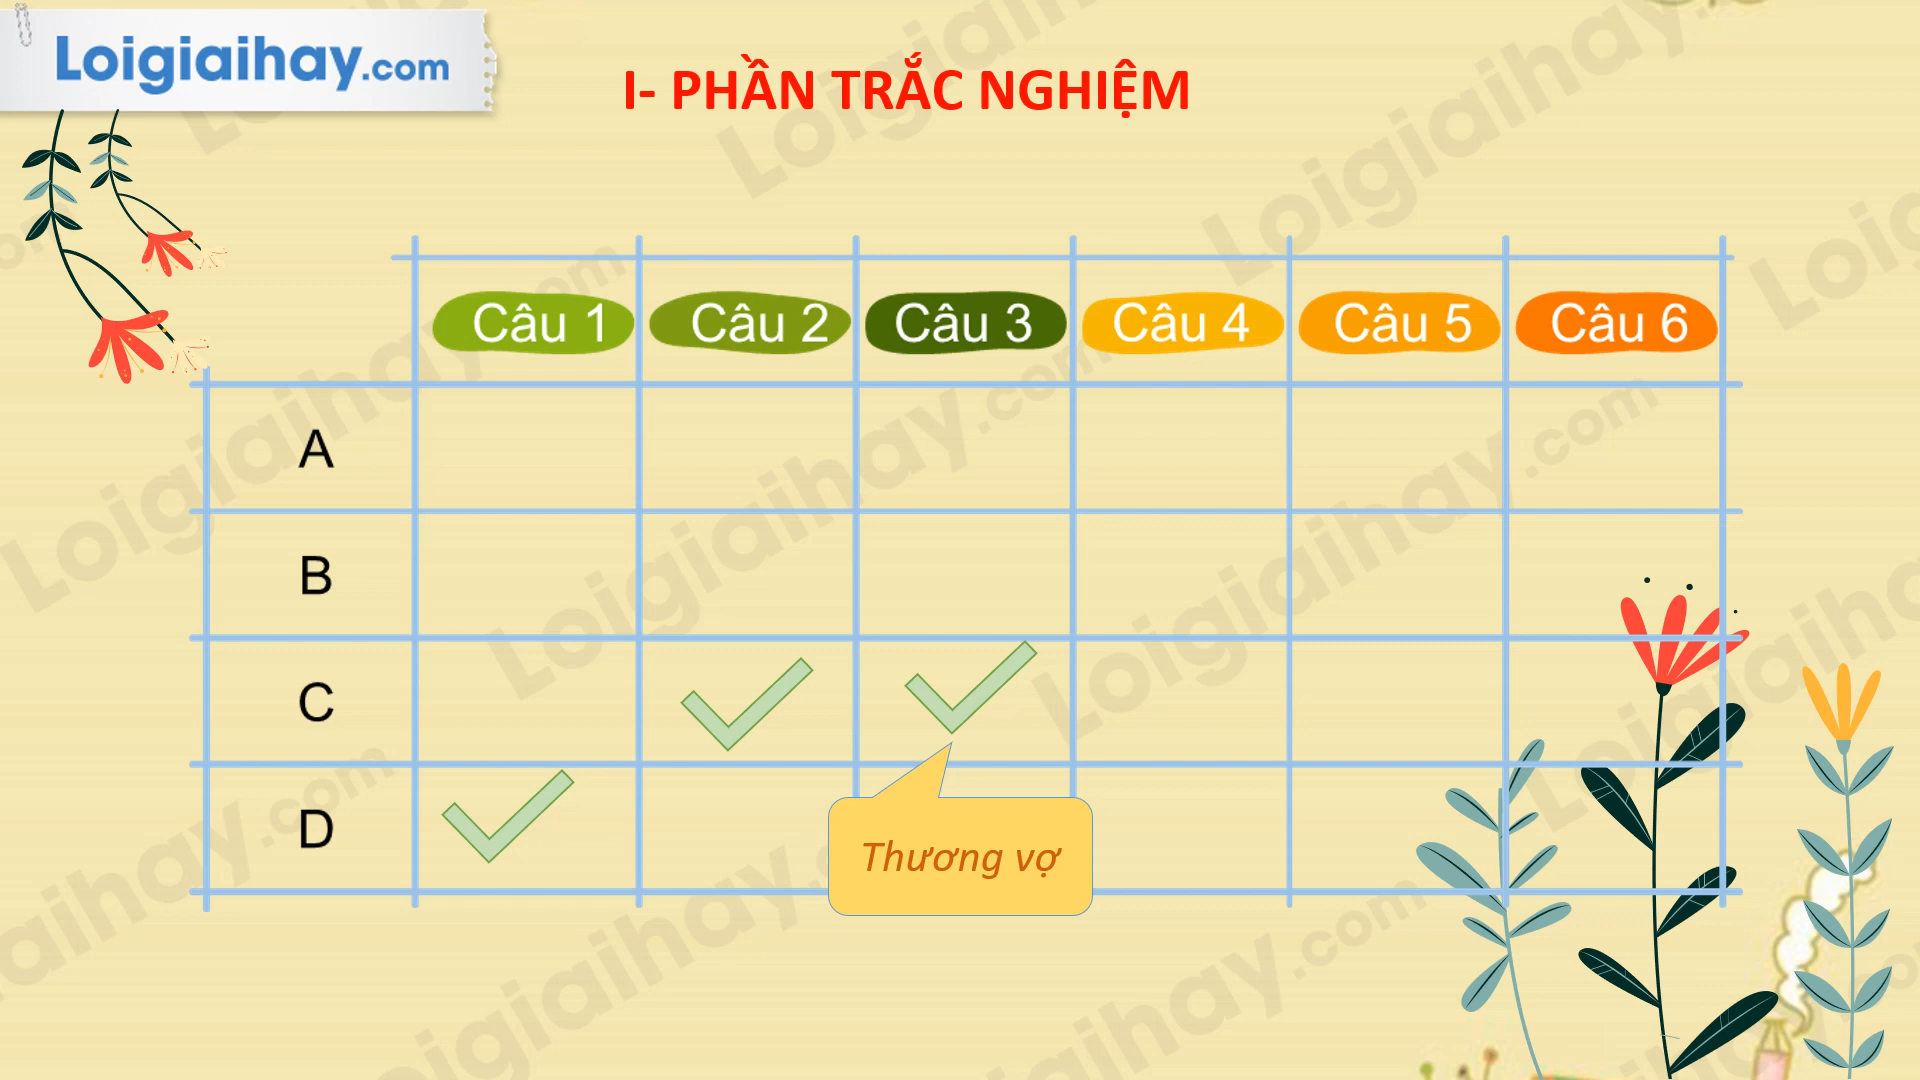 Loigiaihay.com
I- PHẦN TRẮC NGHIỆM
Câu 1 Câu 2 Câu 3 Câu 4 Câu 5 Câu 6
A
B
C
D
Thương vợ